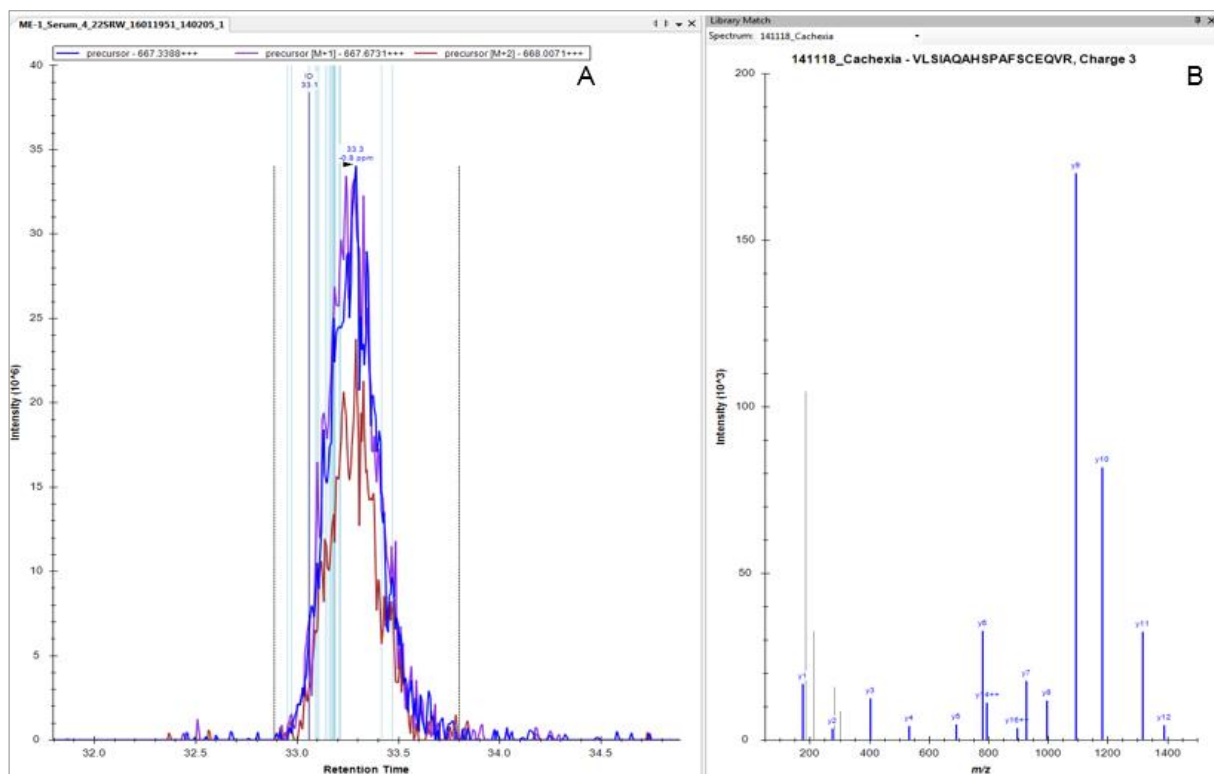 ME-1_Serum_4_22SRW_16011951_140205_1
precursor - 667.3388+++ precursor [M+1] - 667.6731+++ precursor [M+2] - 668.0071+++
A
40
35
30
25
20
15
10
5
0
Intensity (10^6)
ID
33.1
33.3
-0.8 ppm
32.0 32.5 33.0 33.5 34.0 34.5
Retention Time
Library Match
Spectrum: 141118_Cachexia
141118_Cachexia - VLSIAQAHSPAFSCEQVR, Charge 3
B
200
150
100
50
0
Intensity (10^3)
y1
y2
y3
y4
y5
y6
y14++
y16++
y7
y8
y9
y10
y11
y12
200 400 600 800 1000 1200 1400
m/z